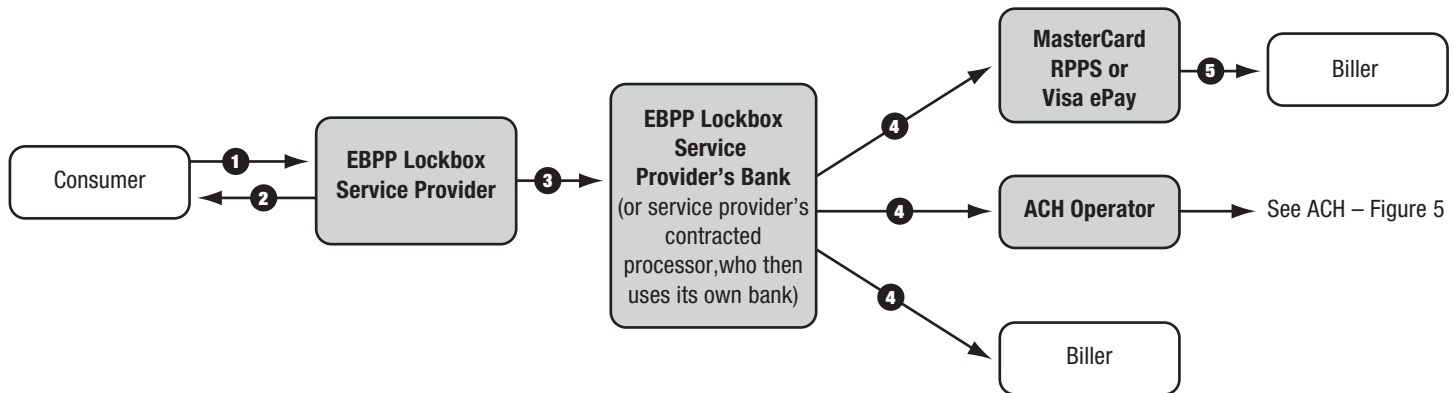 Consumer
1
2
EBPP Lockbox
Service Provider
3
EBPP Lockbox
Service
Provider's Bank
(or service provider's
contracted
processor,who then
uses its own bank)
4
MasterCard
RPPS or
Visa ePay
5
Biller
4
ACH Operator
See ACH – Figure 5
4
Biller